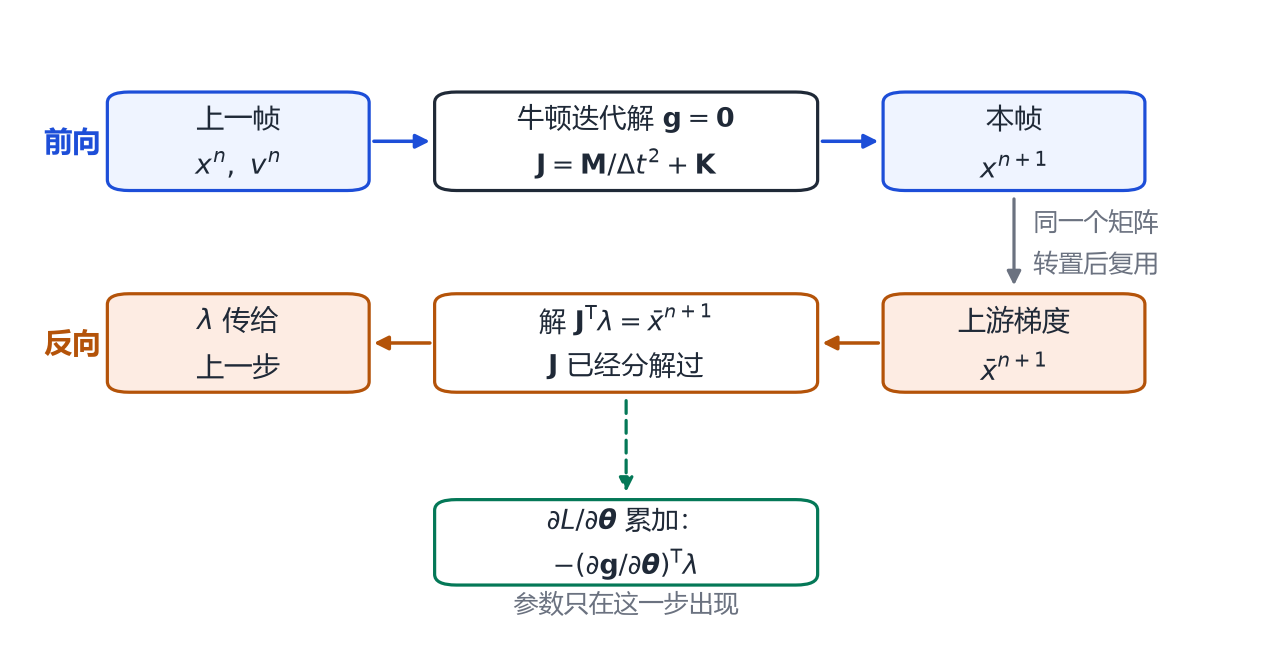 前向
上一帧
xⁿ, vⁿ
牛顿迭代解 g = 0
J = M/Δt² + K
本帧
xⁿ⁺¹
同一个矩阵
转置后复用
反向
λ 传给
上一步
解 Jᵀλ = x̄ⁿ⁺¹
J 已经分解过
上游梯度
x̄ⁿ⁺¹
∂L/∂θ 累加:
−(∂g/∂θ)ᵀλ
参数只在这一步出现